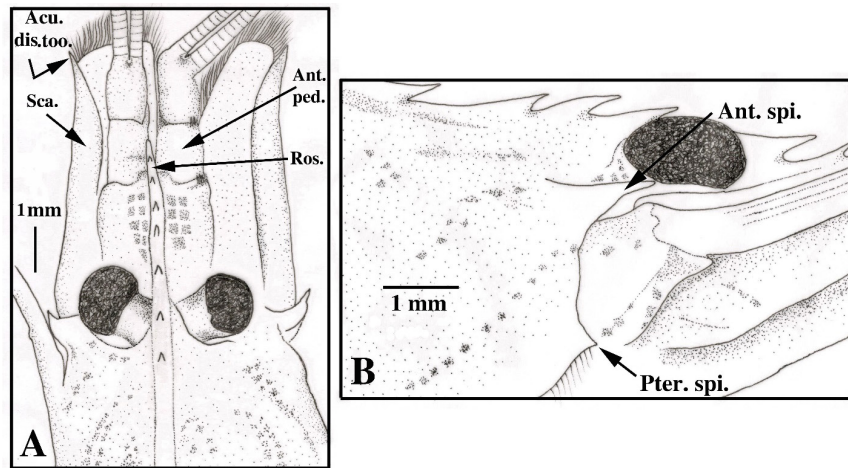 Acu.
dis.too.
Sca.
Ant.
ped.
Ros.
1mm
A
Ant. spi.
1 mm
B
Pter. spi.